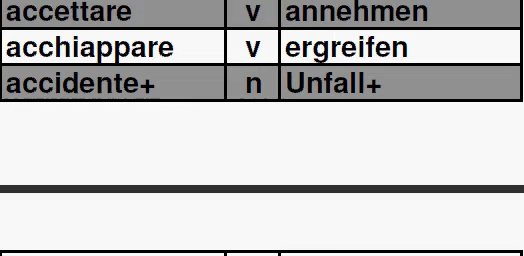 accettare v annehmen
acchiappare v ergreifen
accidente+ n Unfall+